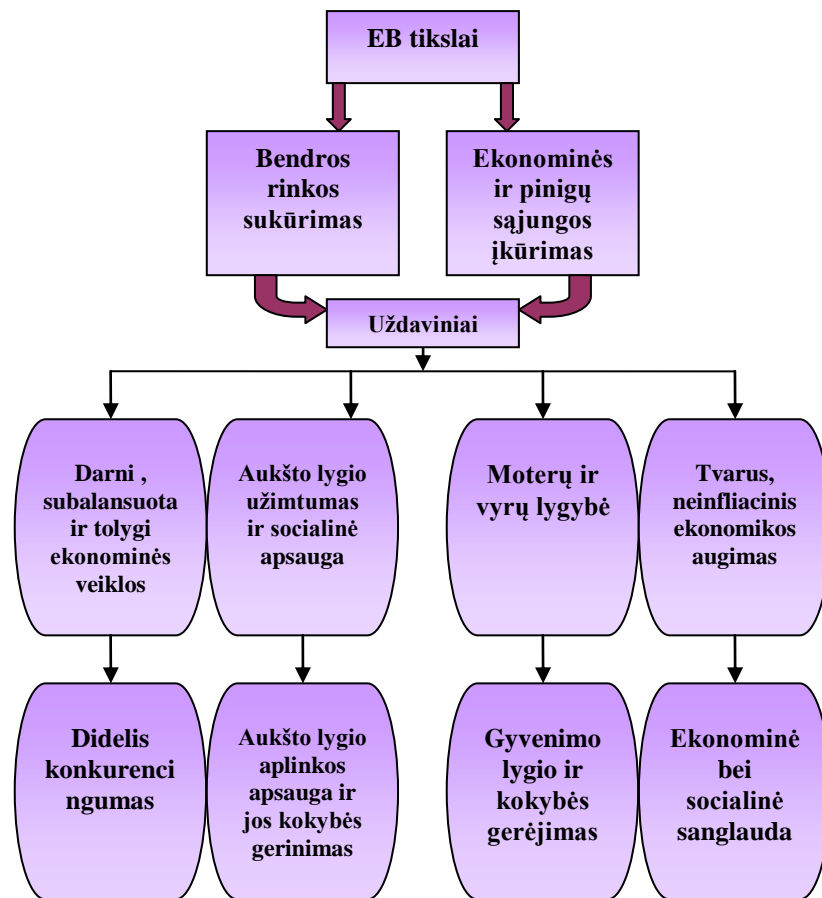 EB tikslai
Bendros
rinkos
sukūrimas
Ekonominės
ir pinigų
sąjungos
įkūrimas
Uždaviniai
Darni ,
subalansuota
ir tolygi
ekonominės
veiklos
Aukšto lygio
užimtumas
ir socialinė
apsauga
Moterų ir
vyrų lygybė
Tvarus,
neinfliacinis
ekonomikos
augimas
Didelis
konkurenci
ngumas
Aukšto lygio
aplinkos
apsauga ir
jos kokybės
gerinimas
Gyvenimo
lygio ir
kokybės
gerėjimas
Ekonominė
bei
socialinė
sanglauda